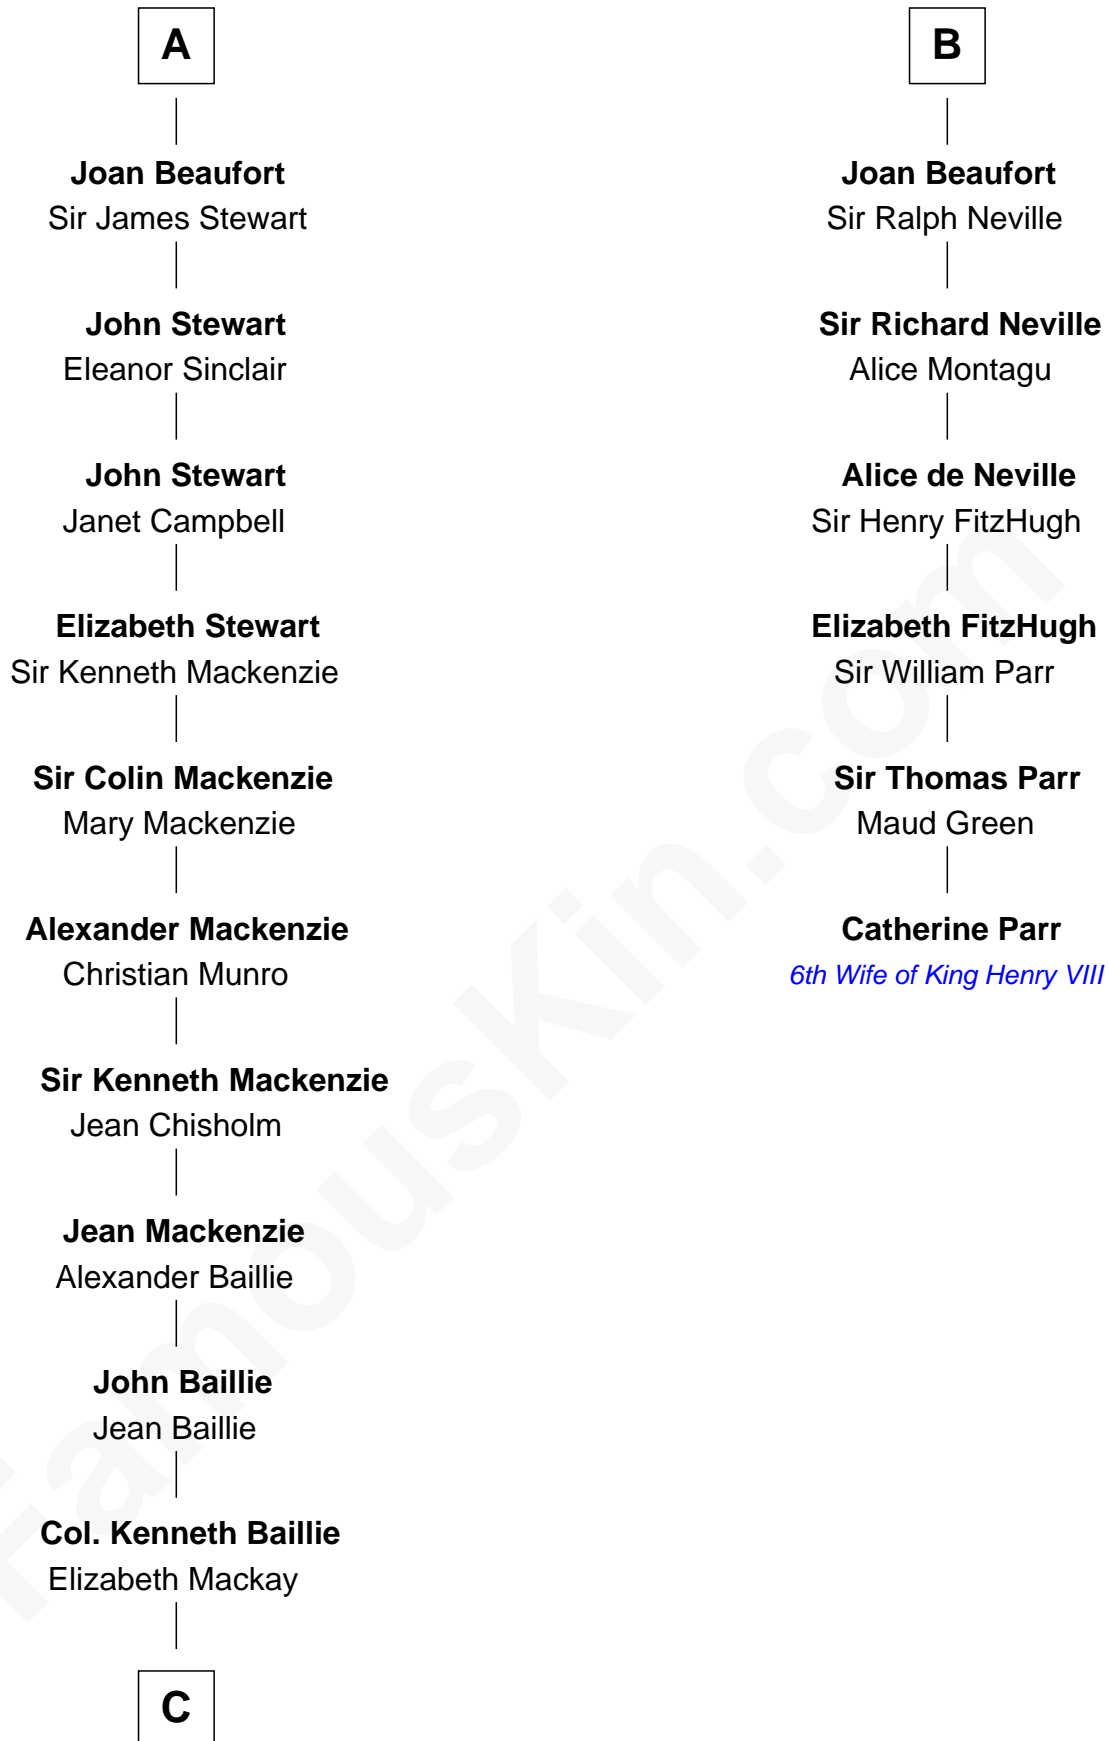 A
Joan Beaufort
Sir James Stewart
John Stewart
Eleanor Sinclair
John Stewart
Janet Campbell
Elizabeth Stewart
Sir Kenneth Mackenzie
Sir Colin Mackenzie
Mary Mackenzie
Alexander Mackenzie
Christian Munro
Sir Kenneth Mackenzie
Jean Chisholm
Jean Mackenzie
Alexander Baillie
John Baillie
Jean Baillie
Col. Kenneth Baillie
Elizabeth Mackay
C
B
Joan Beaufort
Sir Ralph Neville
Sir Richard Neville
Alice Montagu
Alice de Neville
Sir Henry FitzHugh
Elizabeth FitzHugh
Sir William Parr
Sir Thomas Parr
Maud Green
Catherine Parr
6th Wife of King Henry VIII
FamousKin.com